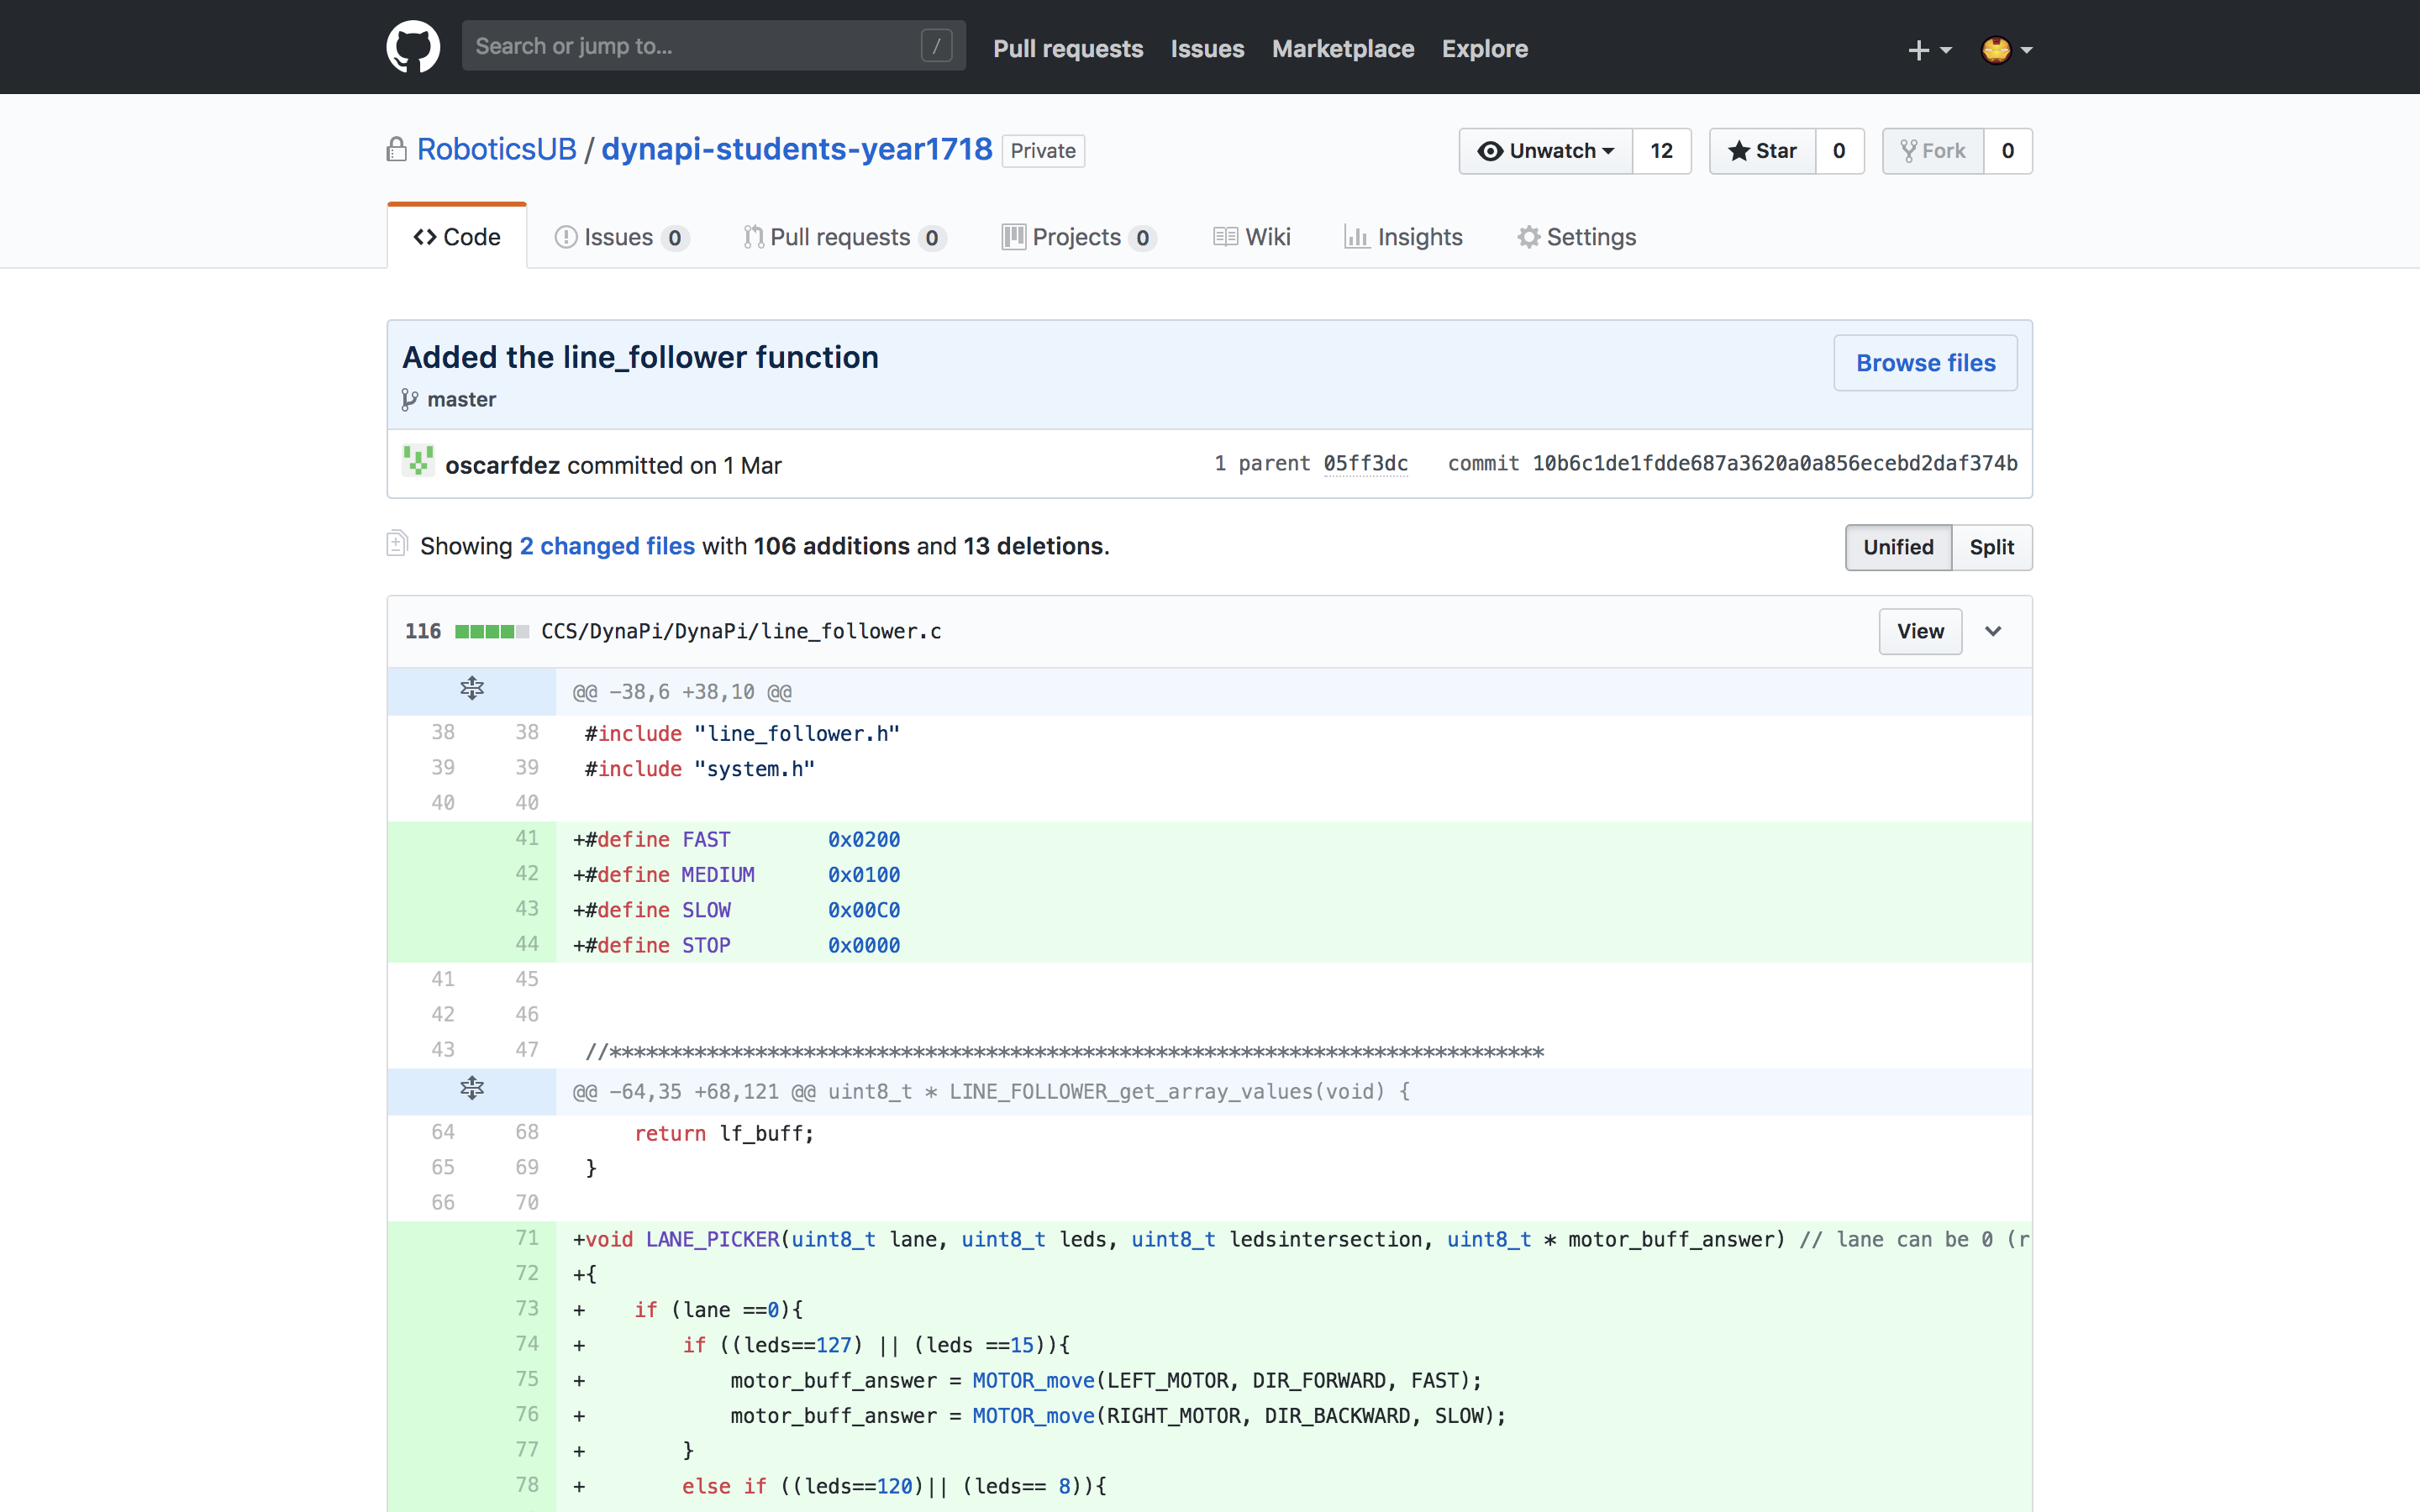 Search or jump to... / Pull requests Issues Marketplace Explore
RoboticsUB / dynapi-students-year1718 Private Unwatch 12 Star 0 Fork 0
Code Issues 0 Pull requests 0 Projects 0 Wiki Insights Settings
Added the line_follower function Browse files
master
oscarfdez committed on 1 Mar 1 parent 05ff3dc commit 10b6c1de1fdde687a3620a0a856ecebd2daf374b
Showing 2 changed files with 106 additions and 13 deletions. Unified Split
116 CCS/DynaPi/DynaPi/line_follower.c View
@@ -38,6 +38,10 @@
38 38 #include "line_follower.h"
39 39 #include "system.h"
40 40
41 +#define FAST 0x0200
42 +#define MEDIUM 0x0100
43 +#define SLOW 0x00C0
44 +#define STOP 0x0000
41 45
42 46
43 47 //*****************************************************************************
@@ -64,35 +68,121 @@ uint8_t * LINE_FOLLOWER_get_array_values(void) {
64 68 return lf_buff;
65 69 }
66 70
71 +void LANE_PICKER(uint8_t lane, uint8_t leds, uint8_t ledsintersection, uint8_t * motor_buff_answer) // lane can be 0 (r
72 +{
73 + if (lane ==0){
74 + if ((leds==127) || (leds ==15)){
75 + motor_buff_answer = MOTOR_move(LEFT_MOTOR, DIR_FORWARD, FAST);
76 + motor_buff_answer = MOTOR_move(RIGHT_MOTOR, DIR_BACKWARD, SLOW);
77 + }
78 + else if ((leds==120)|| (leds== 8)){